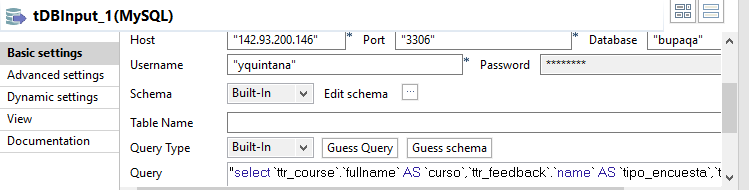 tDBInput_1(MySQL)
Basic settings
Advanced settings
Dynamic settings
View
Documentation
Host "142.93.200.146" * Port "3306" * Database "bupaqa"
Username "yquintana" * Password ********
Schema Built-In Edit schema ...
Table Name
Query Type Built-In Guess Query Guess schema
Query "select `ttr_course`.`fullname` AS `curso`,`ttr_feedback`.`name` AS `tipo_encuesta`,`t